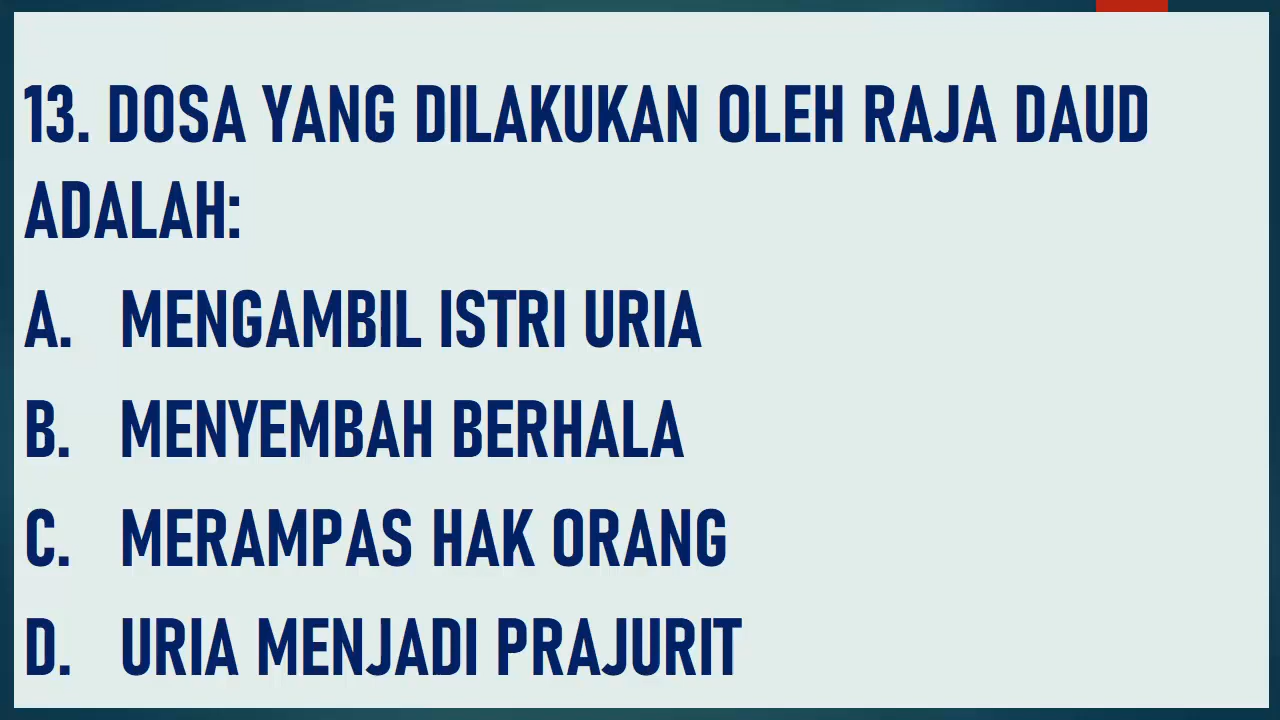 13. DOSA YANG DILAKUKAN OLEH RAJA DAUD
ADALAH:
A. MENGAMBIL ISTRI URIA
B. MENYEMBAH BERHALA
C. MERAMPAS HAK ORANG
D. URIA MENJADI PRAJURIT